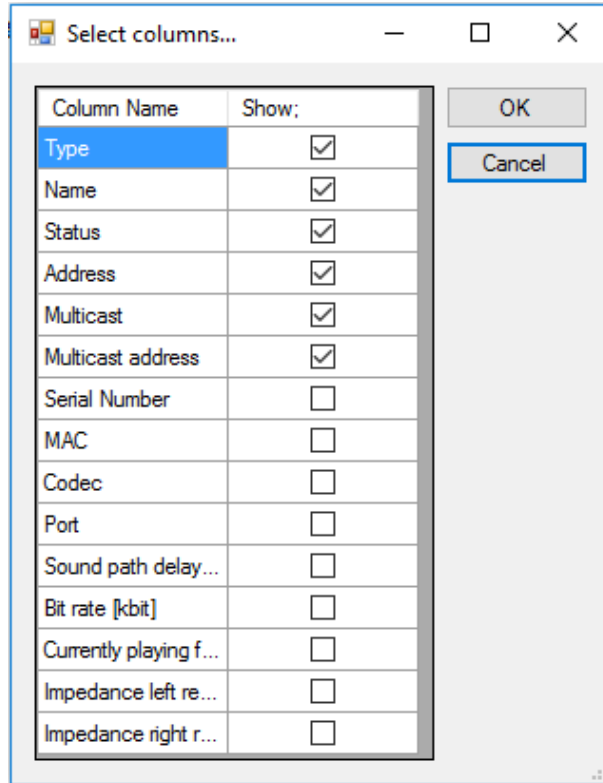 Select columns...
Column Name Show;
OK
Type
Cancel
Name
Status
Address
Multicast
Multicast address
Serial Number
MAC
Codec
Port
Sound path delay...
Bit rate [kbit]
Currently playing f...
Impedance left re...
Impedance right r...